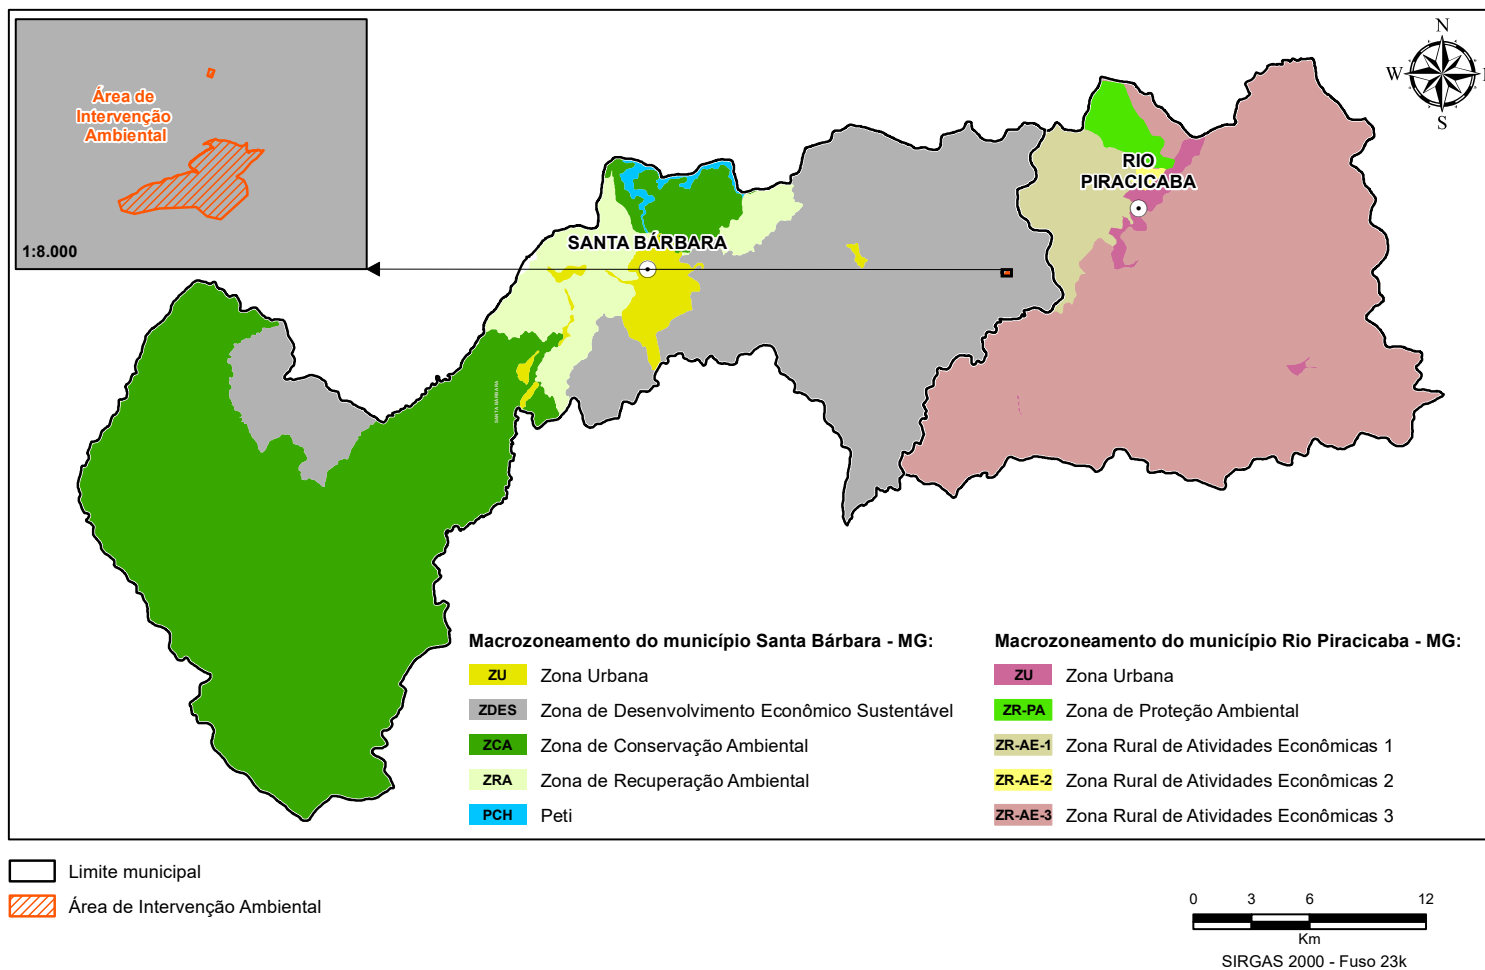 Área de
Intervenção
Ambiental
1:8.000
N
W
S
RIO
PIRACICABA
SANTA BÁRBARA
SANTA BÁRBARA
Macrozoneamento do município Santa Bárbara - MG:
ZU Zona Urbana
ZDES Zona de Desenvolvimento Econômico Sustentável
ZCA Zona de Conservação Ambiental
ZRA Zona de Recuperação Ambiental
PCH Peti
Macrozoneamento do município Rio Piracicaba - MG:
ZU Zona Urbana
ZR-PA Zona de Proteção Ambiental
ZR-AE-1 Zona Rural de Atividades Econômicas 1
ZR-AE-2 Zona Rural de Atividades Econômicas 2
ZR-AE-3 Zona Rural de Atividades Econômicas 3
Limite municipal
Área de Intervenção Ambiental
0 3 6 12
Km
SIRGAS 2000 - Fuso 23k